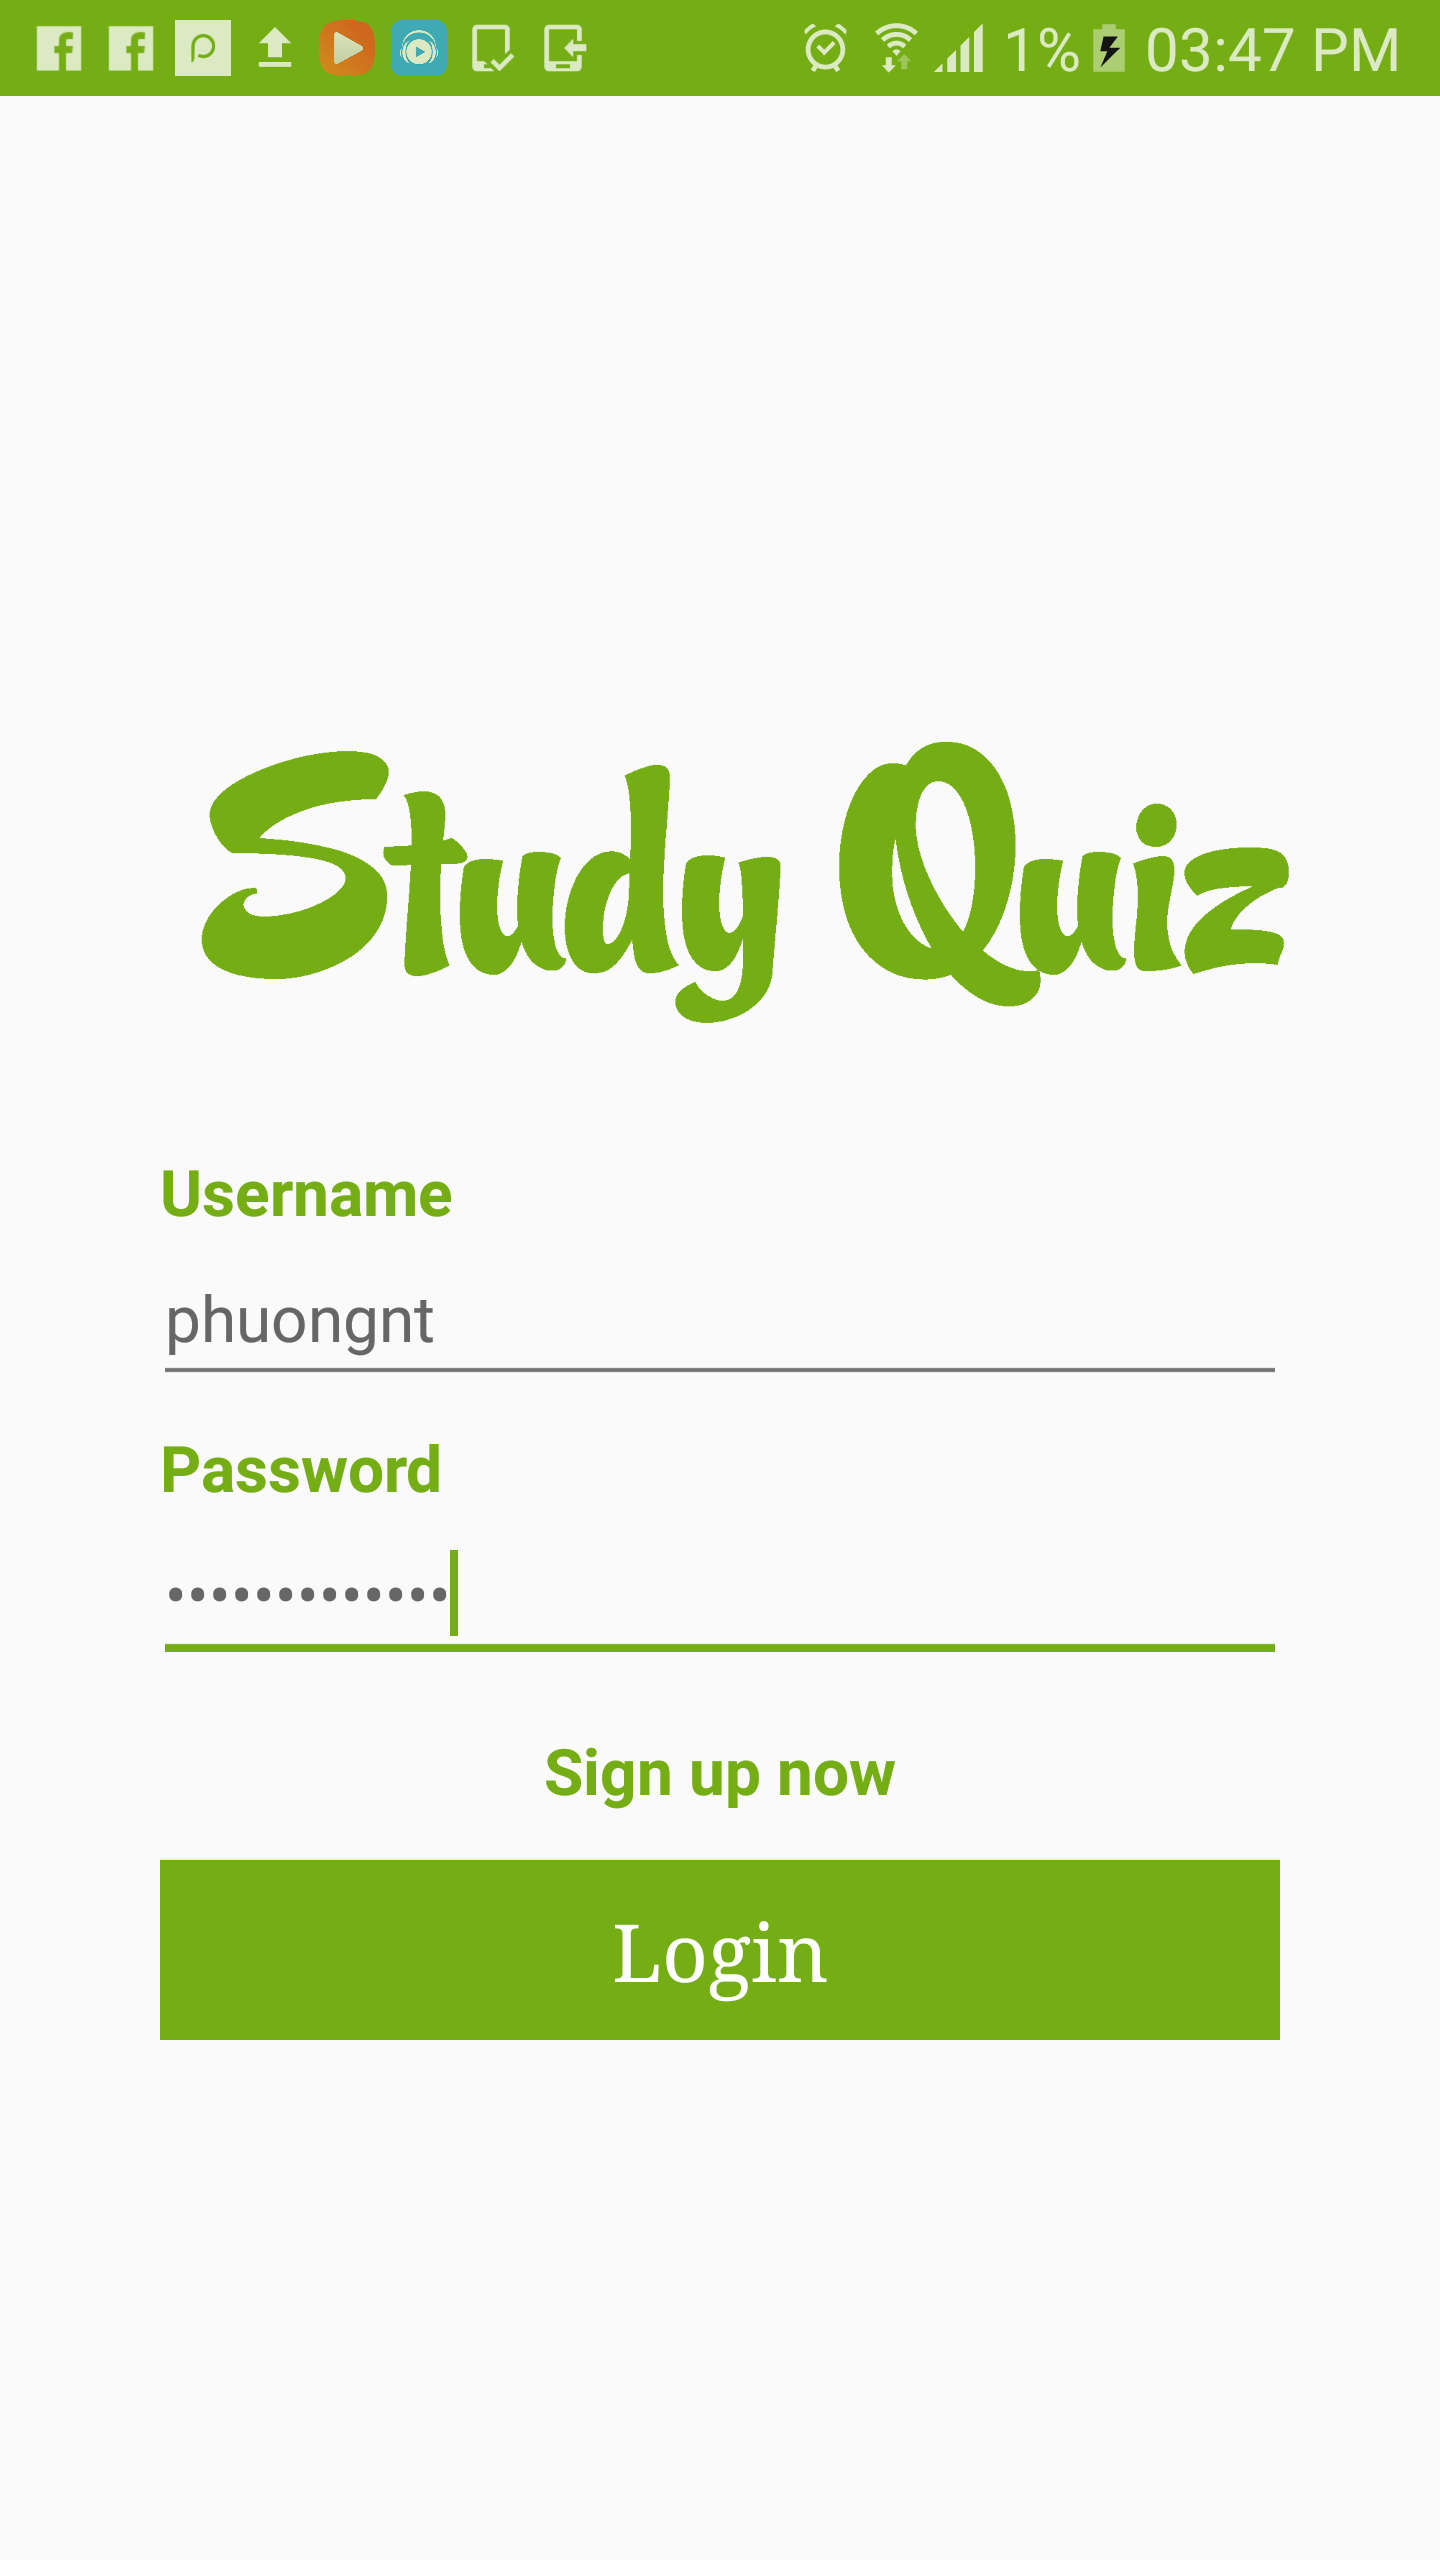 1% 03:47 PM
Study Quiz
Username
phuongnt
Password
•••••••••••••
Sign up now
Login